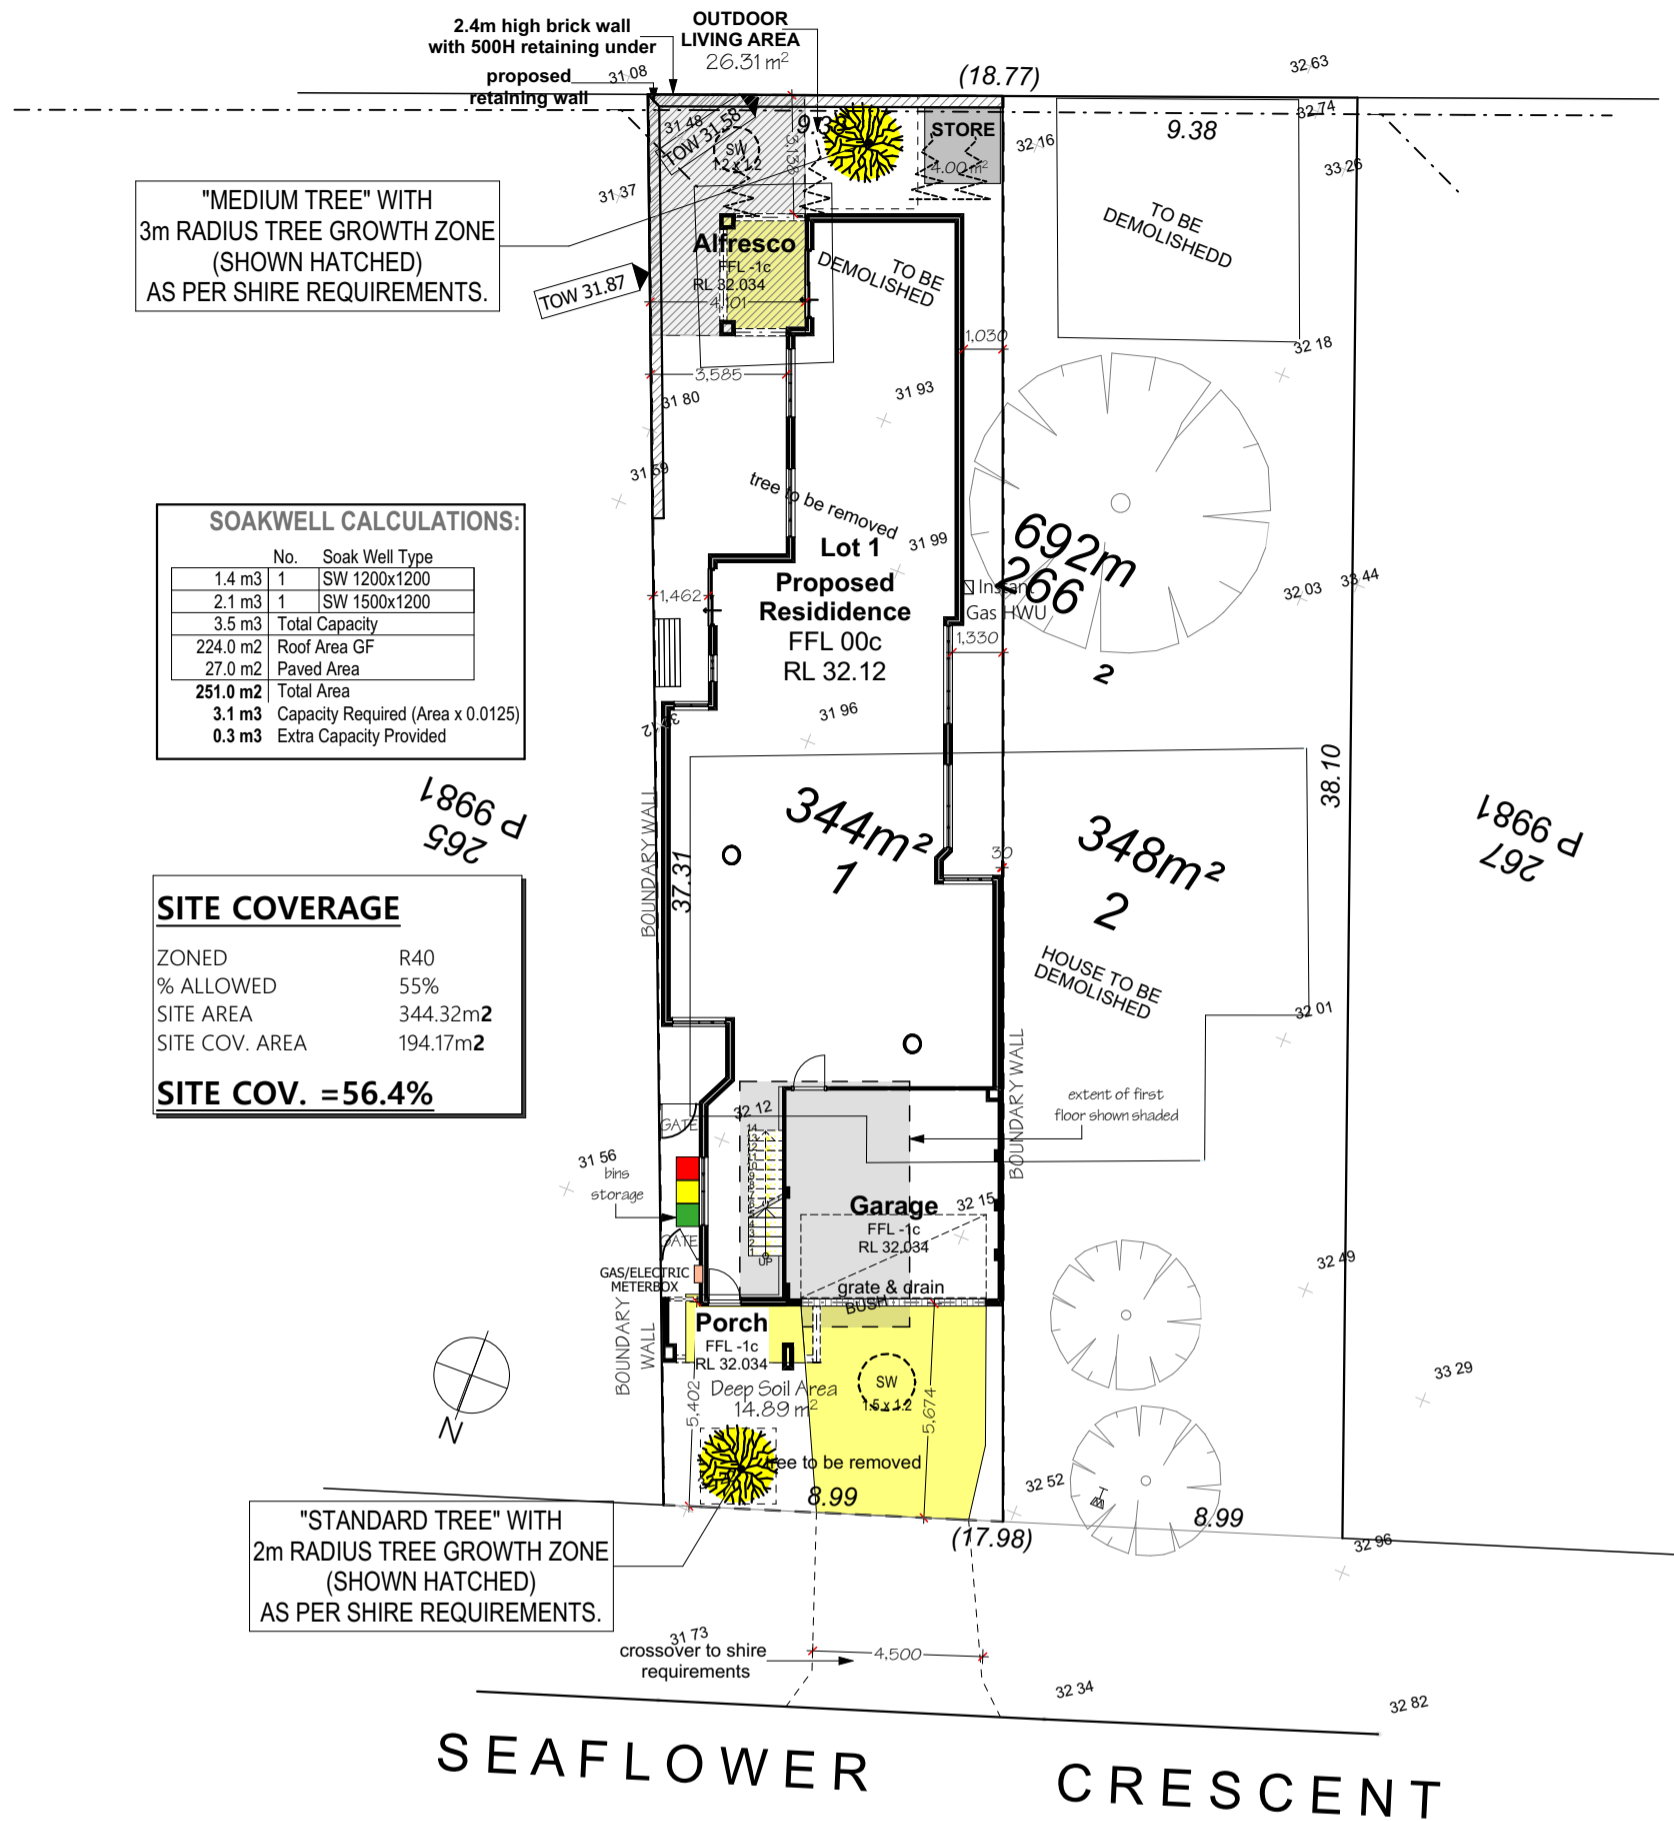 2.4m high brick wall
with 500H retaining under
OUTDOOR
LIVING AREA
26.31 m²
proposed
retaining wall
31 08
(18.77)
32 63
31 48
TOW 31.58
SW
1.2 x 1.2
9.38
3,138
STORE
4.00 m²
32 16
9.38
32 74
33 26
31 37
"MEDIUM TREE" WITH
3m RADIUS TREE GROWTH ZONE
(SHOWN HATCHED)
AS PER SHIRE REQUIREMENTS.
TOW 31.87
Alfresco
FFL -1c
RL 32.034
4,101
TO BE
DEMOLISHED
TO BE
DEMOLISHEDD
1,030
32 18
3,585
31 80
31 93
31 59
tree to be removed
Lot 1
Proposed
Resididence
FFL 00c
RL 32.12
31 99
692m
266
Instant
Gas HWU
32 03
33 44
1,462
1,330
2
SOAKWELL CALCULATIONS:
No. Soak Well Type
1.4 m3 1 SW 1200x1200
2.1 m3 1 SW 1500x1200
3.5 m3 Total Capacity
224.0 m2 Roof Area GF
27.0 m2 Paved Area
251.0 m2 Total Area
3.1 m3 Capacity Required (Area x 0.0125)
0.3 m3 Extra Capacity Provided
31 96
265
P 9981
BOUNDARY WALL
37.31
344m²
1
30
348m²
2
38.10
267
P 9981
SITE COVERAGE
ZONED R40
% ALLOWED 55%
SITE AREA 344.32m2
SITE COV. AREA 194.17m2
SITE COV. =56.4%
HOUSE TO BE
DEMOLISHED
32 01
BOUNDARY WALL
extent of first
floor shown shaded
GATE
32 12
31 56
bins
storage
GATE
UP
Garage
FFL -1c
RL 32.034
32 15
GAS/ELECTRIC
METERBOX
grate & drain
BUSH
32 49
BOUNDARY
WALL
Porch
FFL -1c
RL 32.034
Deep Soil Area
14.89 m²
SW
1.5 x 1.2
5,402
5,674
33 29
N
tree to be removed
8.99
32 52
8.99
(17.98)
32 96
"STANDARD TREE" WITH
2m RADIUS TREE GROWTH ZONE
(SHOWN HATCHED)
AS PER SHIRE REQUIREMENTS.
31 73
crossover to shire
requirements
4,500
32 34
32 82
SEAFLOWER CRESCENT